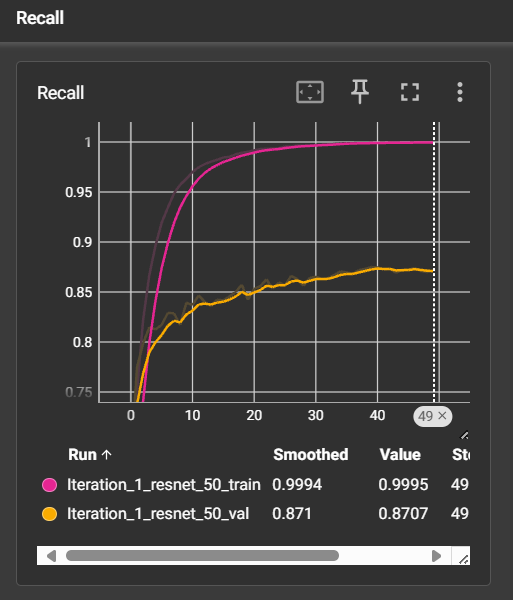 Recall
Recall
1
0.95
0.9
0.85
0.8
0.75
0 10 20 30 40 49
Run Smoothed Value Ste
Iteration_1_resnet_50_train 0.9994 0.9995 49
Iteration_1_resnet_50_val 0.871 0.8707 49